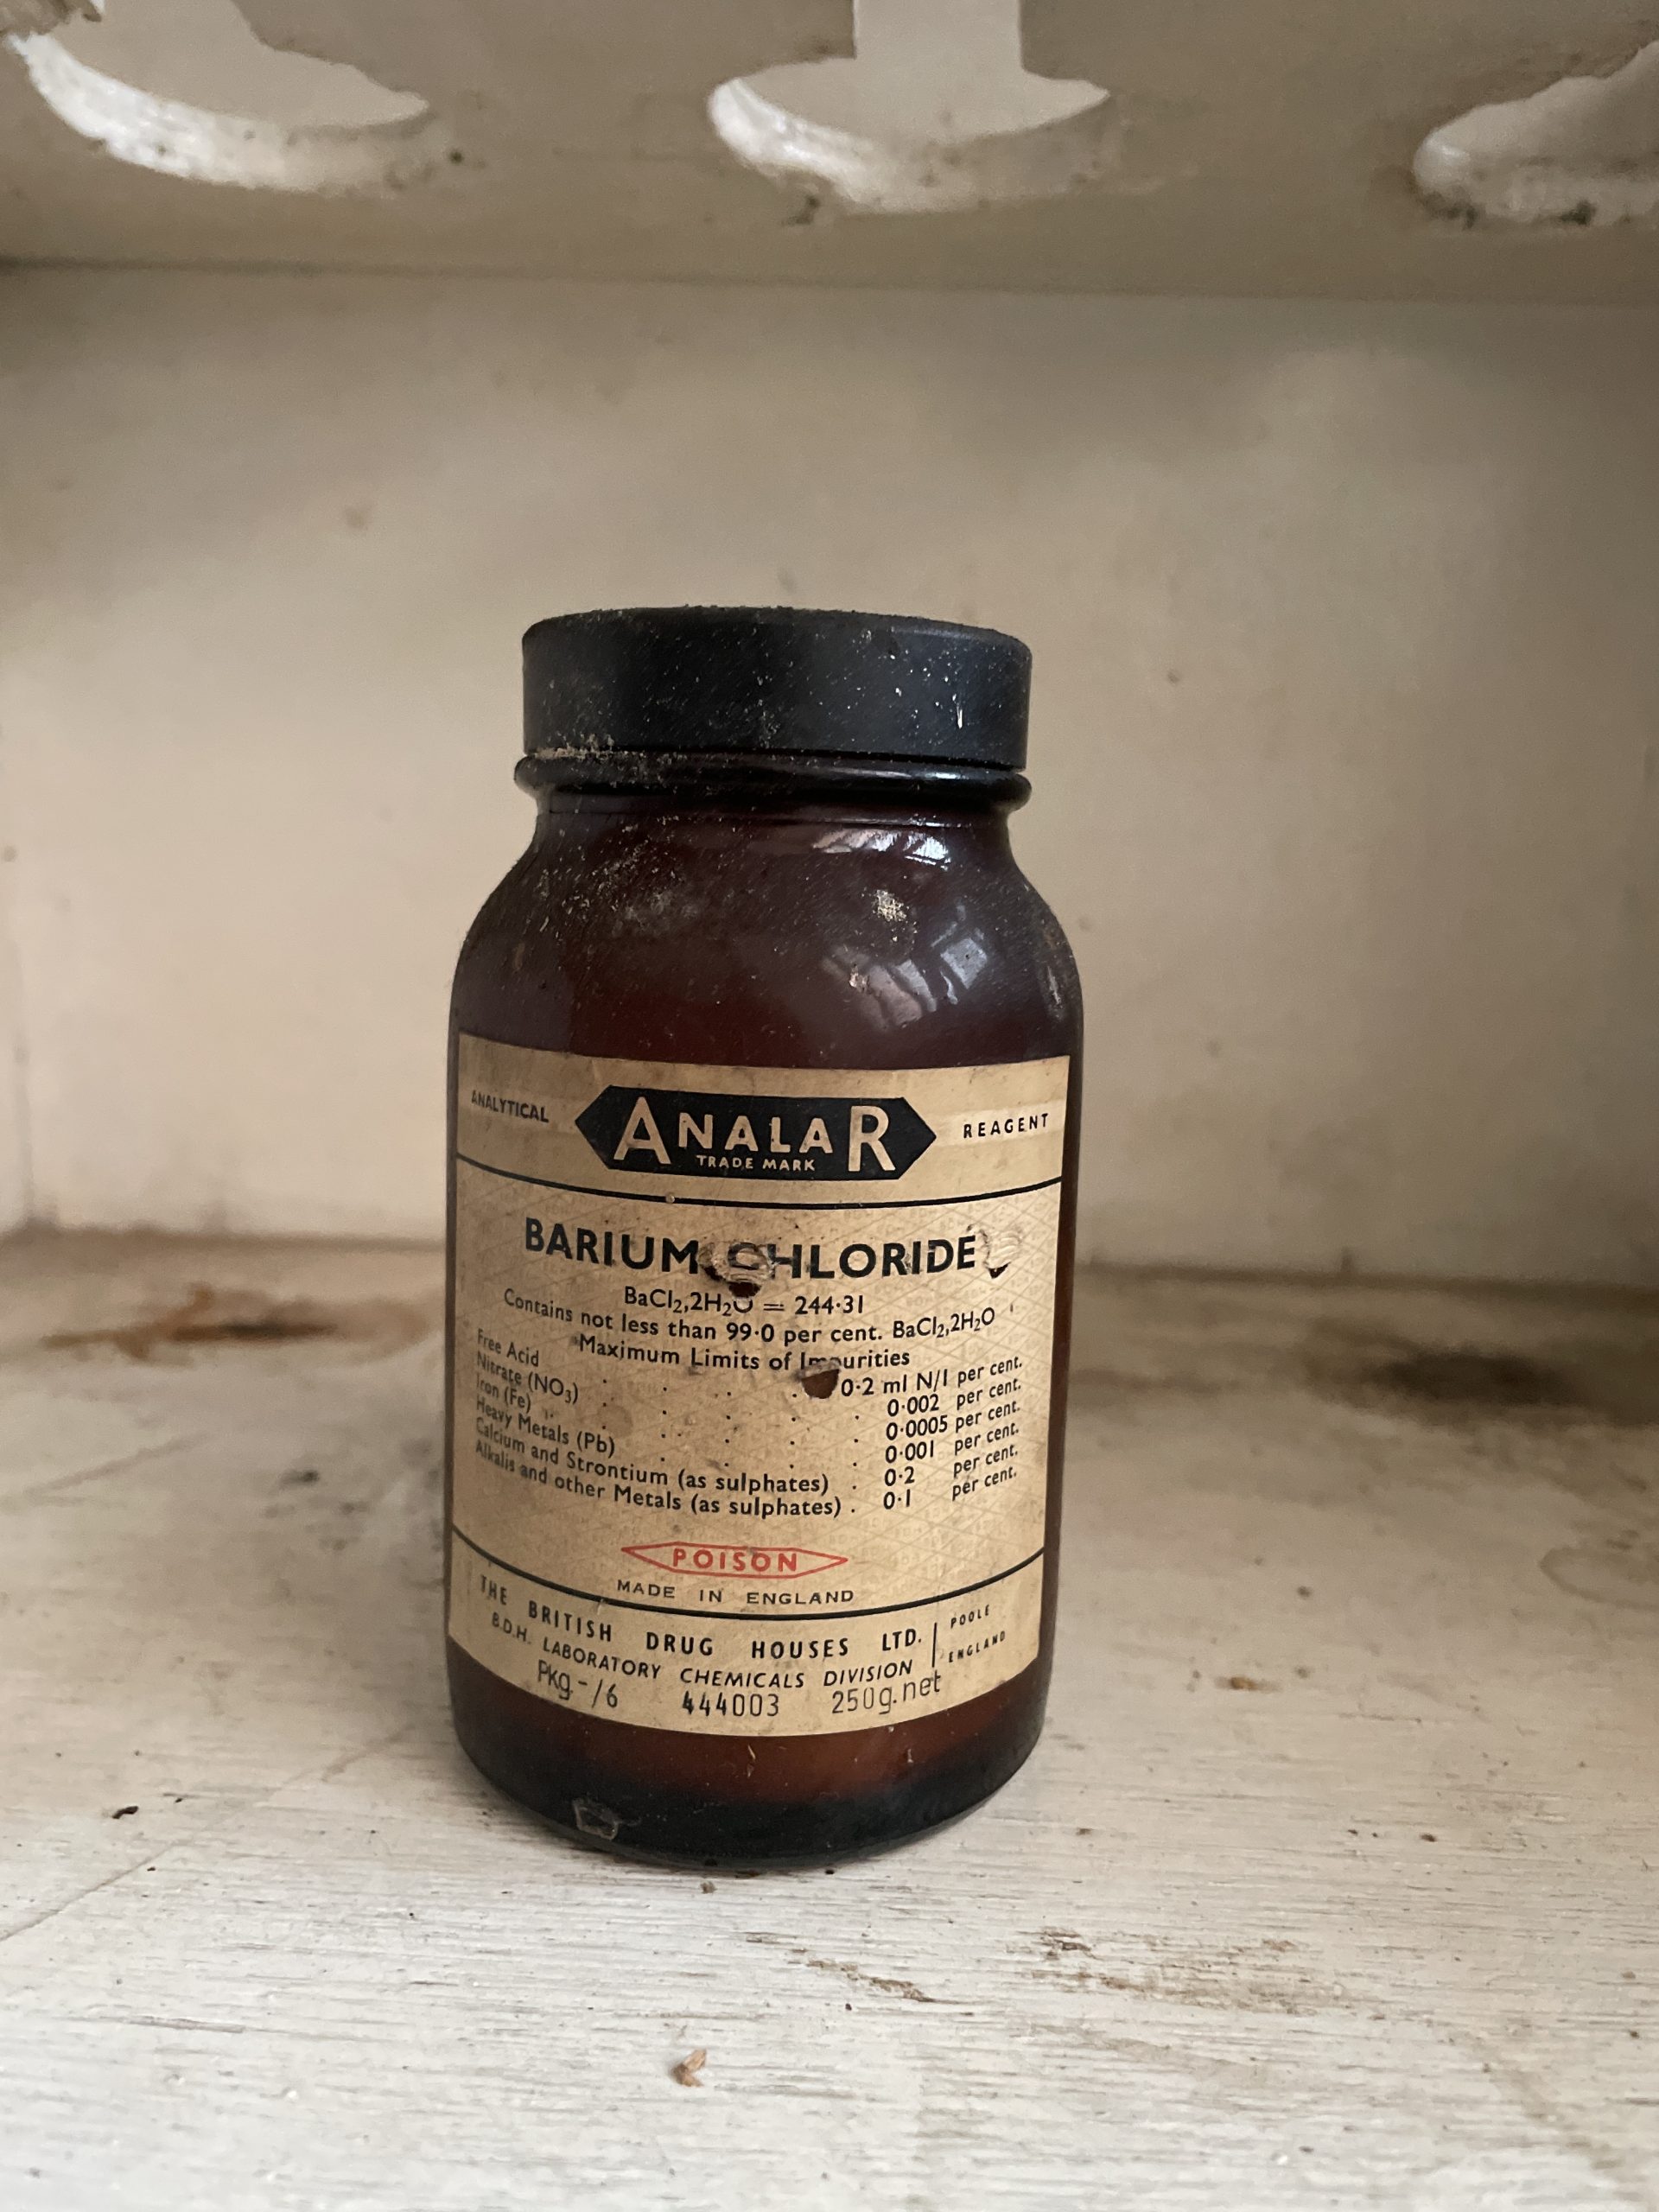 ANALYTICAL ANALAR REAGENT
TRADE MARK
BARIUM CHLORIDE
BaCl₂,2H₂O = 244·31
Contains not less than 99·0 per cent. BaCl₂,2H₂O
Maximum Limits of Impurities
Free Acid . . . . 0·2 ml N/1 per cent.
Nitrate (NO₃) . . . . . 0·002 per cent.
Iron (Fe) . . . . . 0·0005 per cent.
Heavy Metals (Pb) . . . . 0·001 per cent.
Calcium and Strontium (as sulphates) . 0·2 per cent.
Alkalis and other Metals (as sulphates) . 0·1 per cent.
POISON
MADE IN ENGLAND
THE BRITISH DRUG HOUSES LTD.
B.D.H. LABORATORY CHEMICALS DIVISION
POOLE
ENGLAND
PKg-/6 444003 250g.net